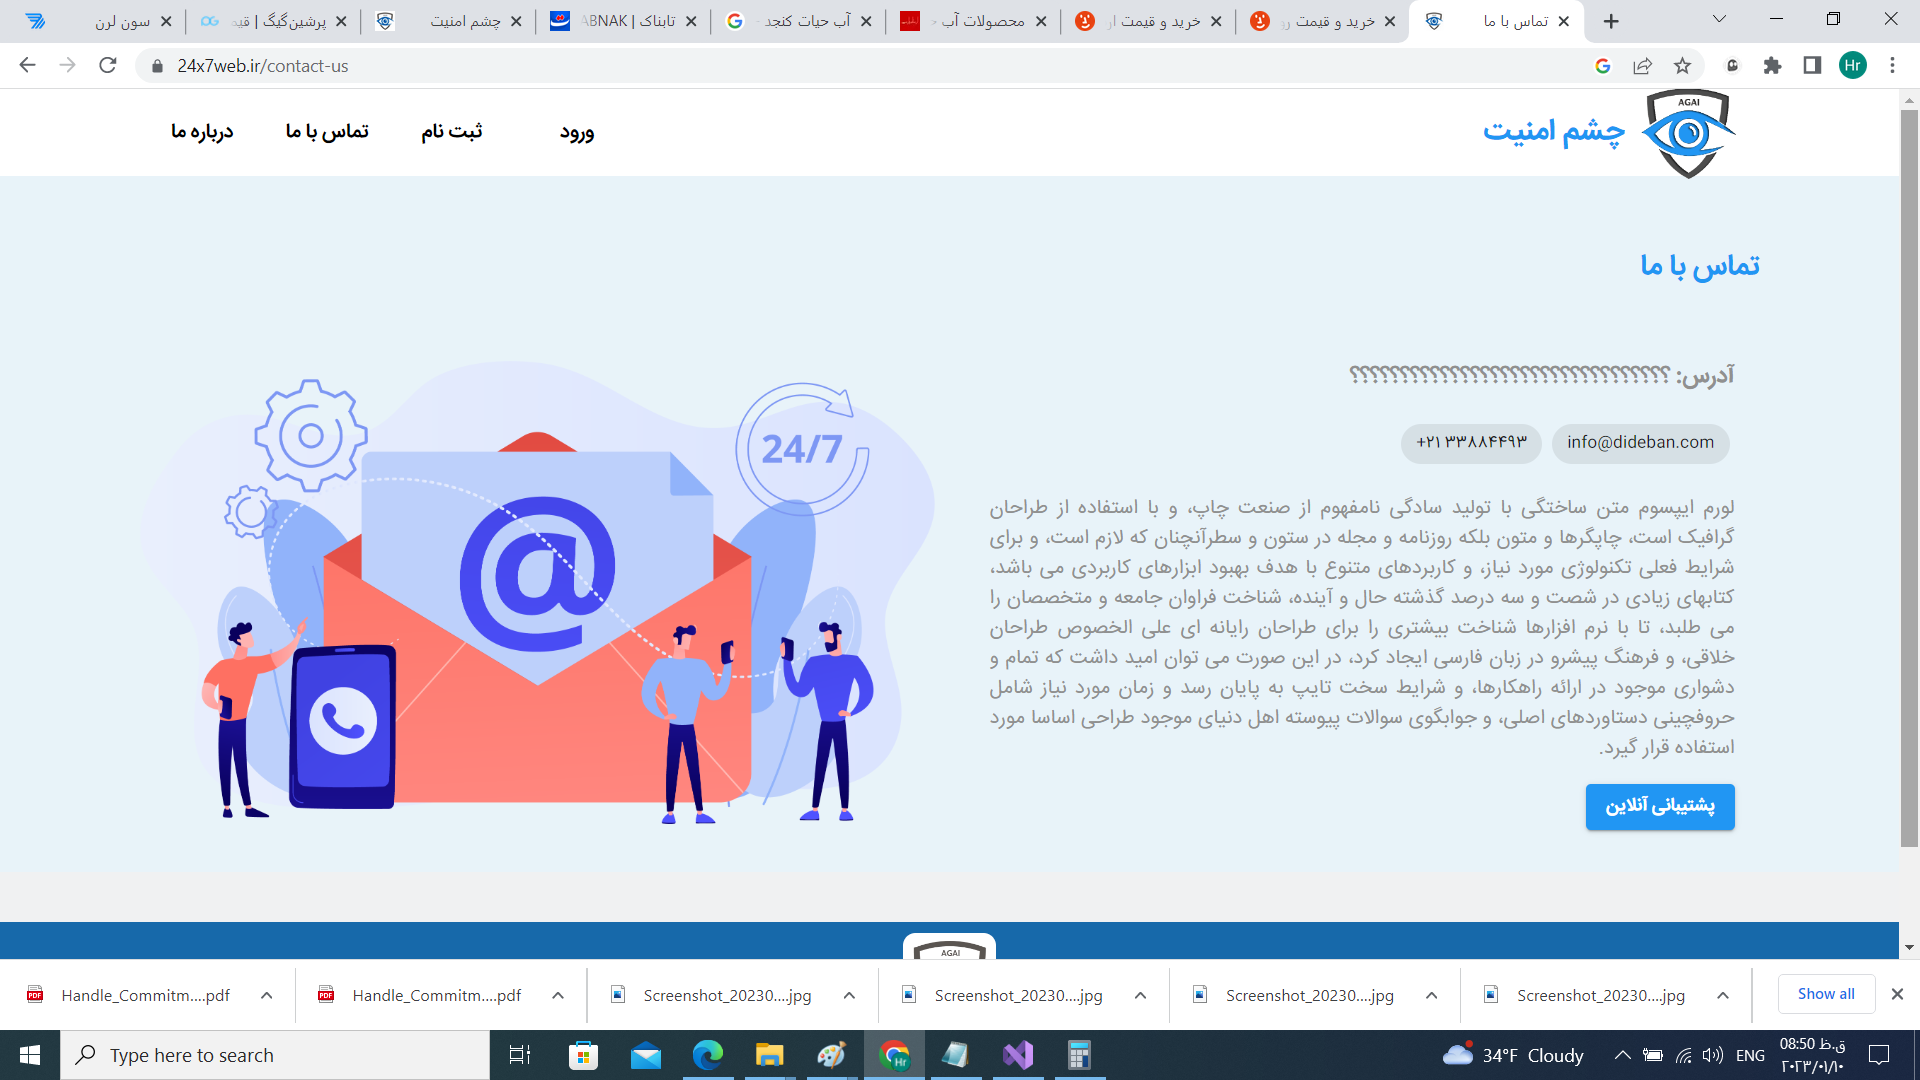 سون لرن
پرشین‌گیگ | قیم
چشم امنیت
تابناک | TABNAK
آب حیات کنجد -
محصولات آب ح
خرید و قیمت ار
خرید و قیمت رو
تماس با ما
24x7web.ir/contact-us
Hr
AGAI
چشم امنیت
ورود
ثبت نام
تماس با ما
درباره ما
تماس با ما
آدرس: ؟؟؟؟؟؟؟؟؟؟؟؟؟؟؟؟؟؟؟؟؟؟؟؟؟؟؟؟؟؟؟؟
info@dideban.com
+۲۱ ۳۳۸۸۴۴۹۳
لورم ایپسوم متن ساختگی با تولید سادگی نامفهوم از صنعت چاپ، و با استفاده از طراحان
گرافیک است، چاپگرها و متون بلکه روزنامه و مجله در ستون و سطرآنچنان که لازم است، و برای
شرایط فعلی تکنولوژی مورد نیاز، و کاربردهای متنوع با هدف بهبود ابزارهای کاربردی می باشد،
کتابهای زیادی در شصت و سه درصد گذشته حال و آینده، شناخت فراوان جامعه و متخصصان را
می طلبد، تا با نرم افزارها شناخت بیشتری را برای طراحان رایانه ای علی الخصوص طراحان
خلاقی، و فرهنگ پیشرو در زبان فارسی ایجاد کرد، در این صورت می توان امید داشت که تمام و
دشواری موجود در ارائه راهکارها، و شرایط سخت تایپ به پایان رسد و زمان مورد نیاز شامل
حروفچینی دستاوردهای اصلی، و جوابگوی سوالات پیوسته اهل دنیای موجود طراحی اساسا مورد
استفاده قرار گیرد.
پشتیبانی آنلاین
24/7
@
AGAI
Handle_Commitm....pdf
Handle_Commitm....pdf
Screenshot_20230....jpg
Screenshot_20230....jpg
Screenshot_20230....jpg
Screenshot_20230....jpg
Show all
Type here to search
34°F Cloudy
ENG
08:50 ق.ظ
۲۰۲۳/۰۱/۱۰